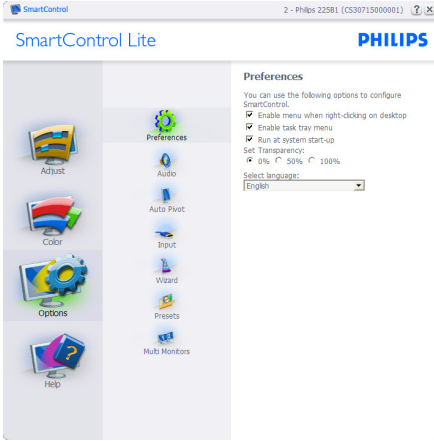 SmartControl
2 - Philips 225B1 (CS30715000001)
? X
SmartControl Lite
PHILIPS
Adjust
Color
Options
Help
Preferences
Audio
Auto Pivot
Input
Wizard
Presets
Multi Monitors
Preferences
You can use the following options to configure
SmartControl.
Enable menu when right-clicking on desktop
Enable task tray menu
Run at system start-up
Set Transparency:
0% 50% 100%
Select language:
English